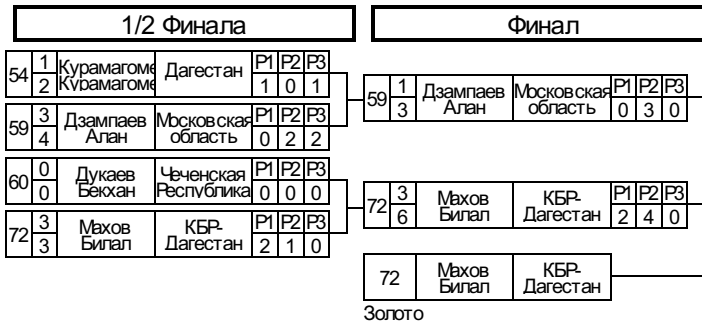 1/2 Финала
Финал
54 1 2 Курамагоме Курамагоме Дагестан P1 P2 P3 1 0 1
59 3 4 Дзампаев Алан Московская область P1 P2 P3 0 2 2
60 0 0 Дукаев Бекхан Чеченская Республика P1 P2 P3 0 0 0
72 3 3 Махов Билал КБР- Дагестан P1 P2 P3 2 1 0
59 1 3 Дзампаев Алан Московская область P1 P2 P3 0 3 0
72 3 6 Махов Билал КБР- Дагестан P1 P2 P3 2 4 0
72 Махов Билал КБР- Дагестан
Золото